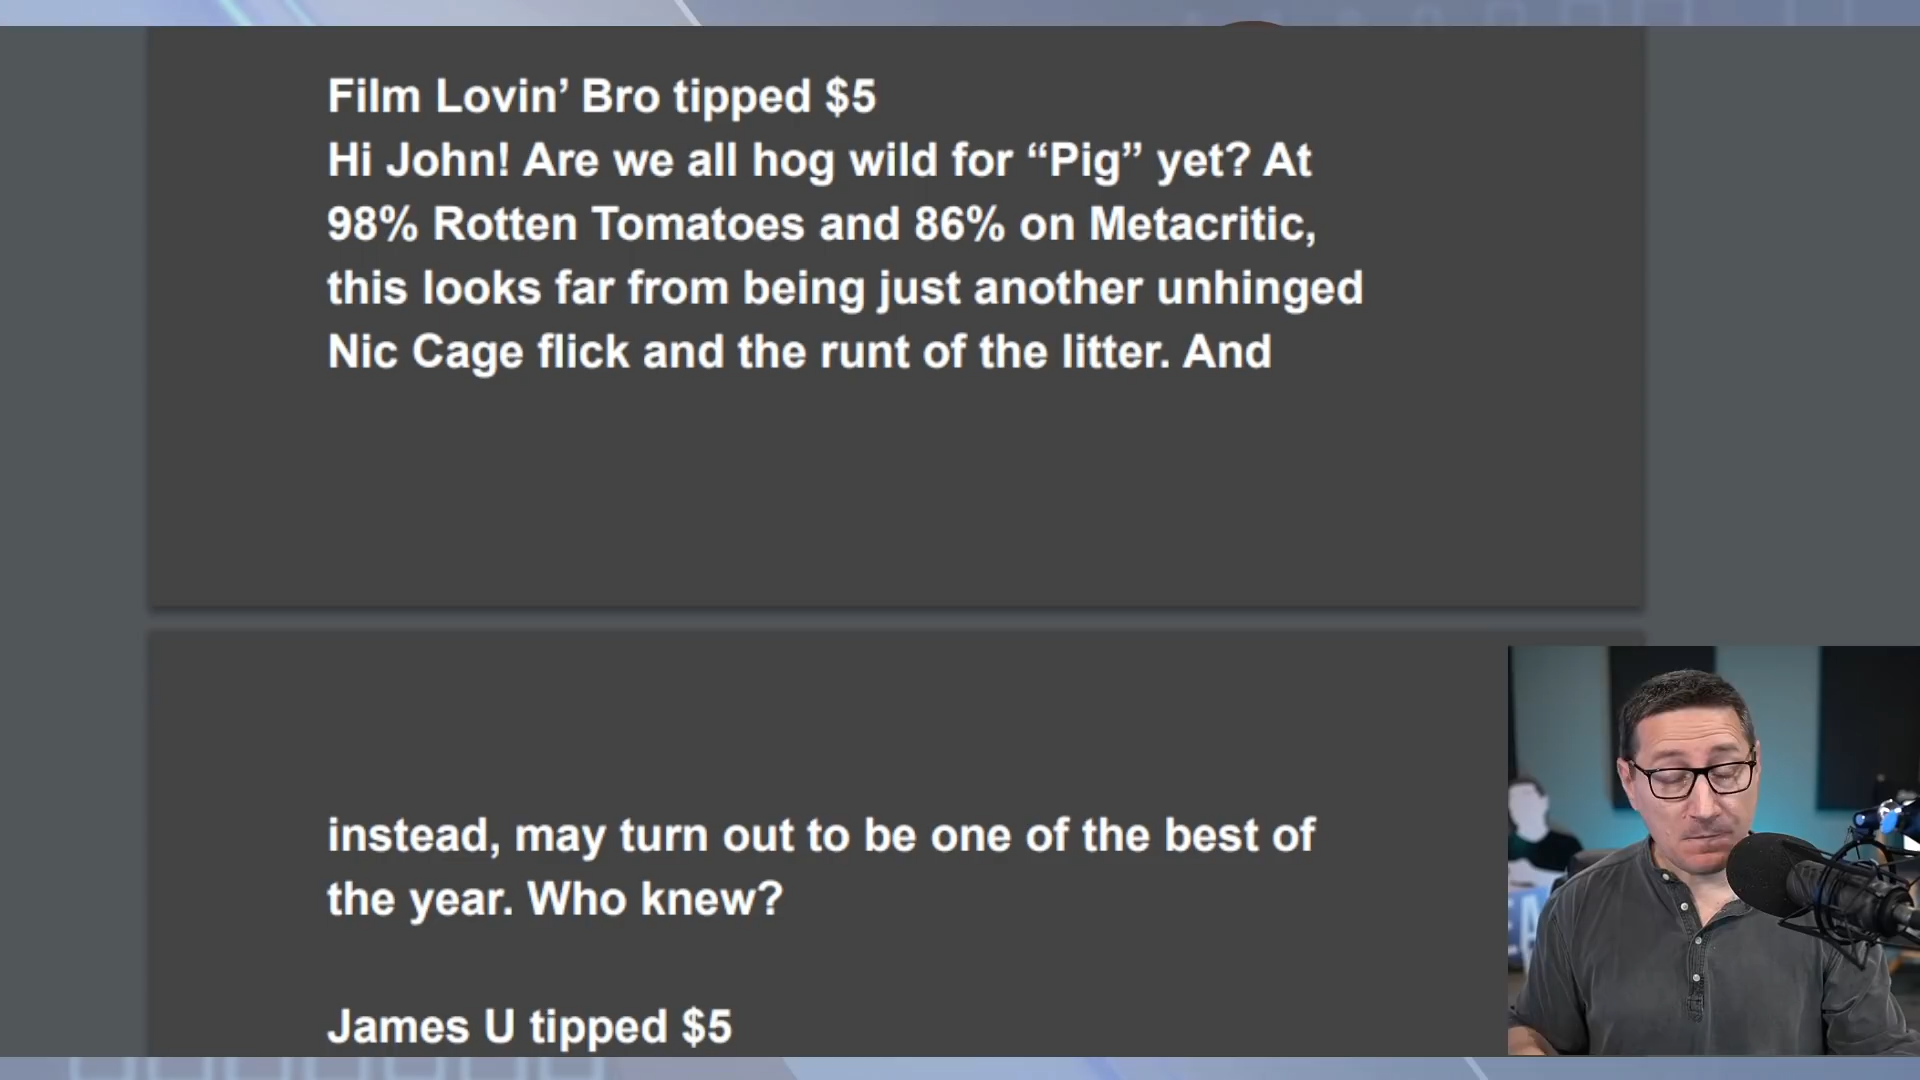 Film Lovin’ Bro tipped $5
Hi John! Are we all hog wild for “Pig” yet? At
98% Rotten Tomatoes and 86% on Metacritic,
this looks far from being just another unhinged
Nic Cage flick and the runt of the litter. And
instead, may turn out to be one of the best of
the year. Who knew?
James U tipped $5